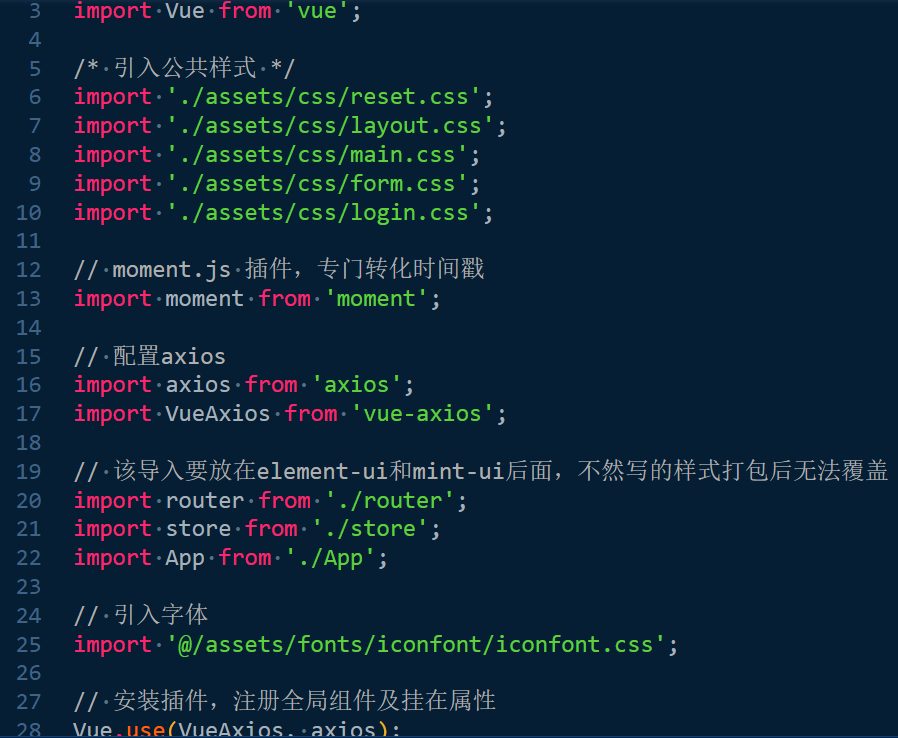 3 import Vue from 'vue';
4
5 /* 引入公共样式 */
6 import './assets/css/reset.css';
7 import './assets/css/layout.css';
8 import './assets/css/main.css';
9 import './assets/css/form.css';
10 import './assets/css/login.css';
11
12 // moment.js 插件，专门转化时间戳
13 import moment from 'moment';
14
15 // 配置axios
16 import axios from 'axios';
17 import VueAxios from 'vue-axios';
18
19 // 该导入要放在element-ui和mint-ui后面，不然写的样式打包后无法覆盖
20 import router from './router';
21 import store from './store';
22 import App from './App';
23
24 // 引入字体
25 import '@/assets/fonts/iconfont/iconfont.css';
26
27 // 安装插件，注册全局组件及挂在属性
28 Vue.use(VueAxios, axios);